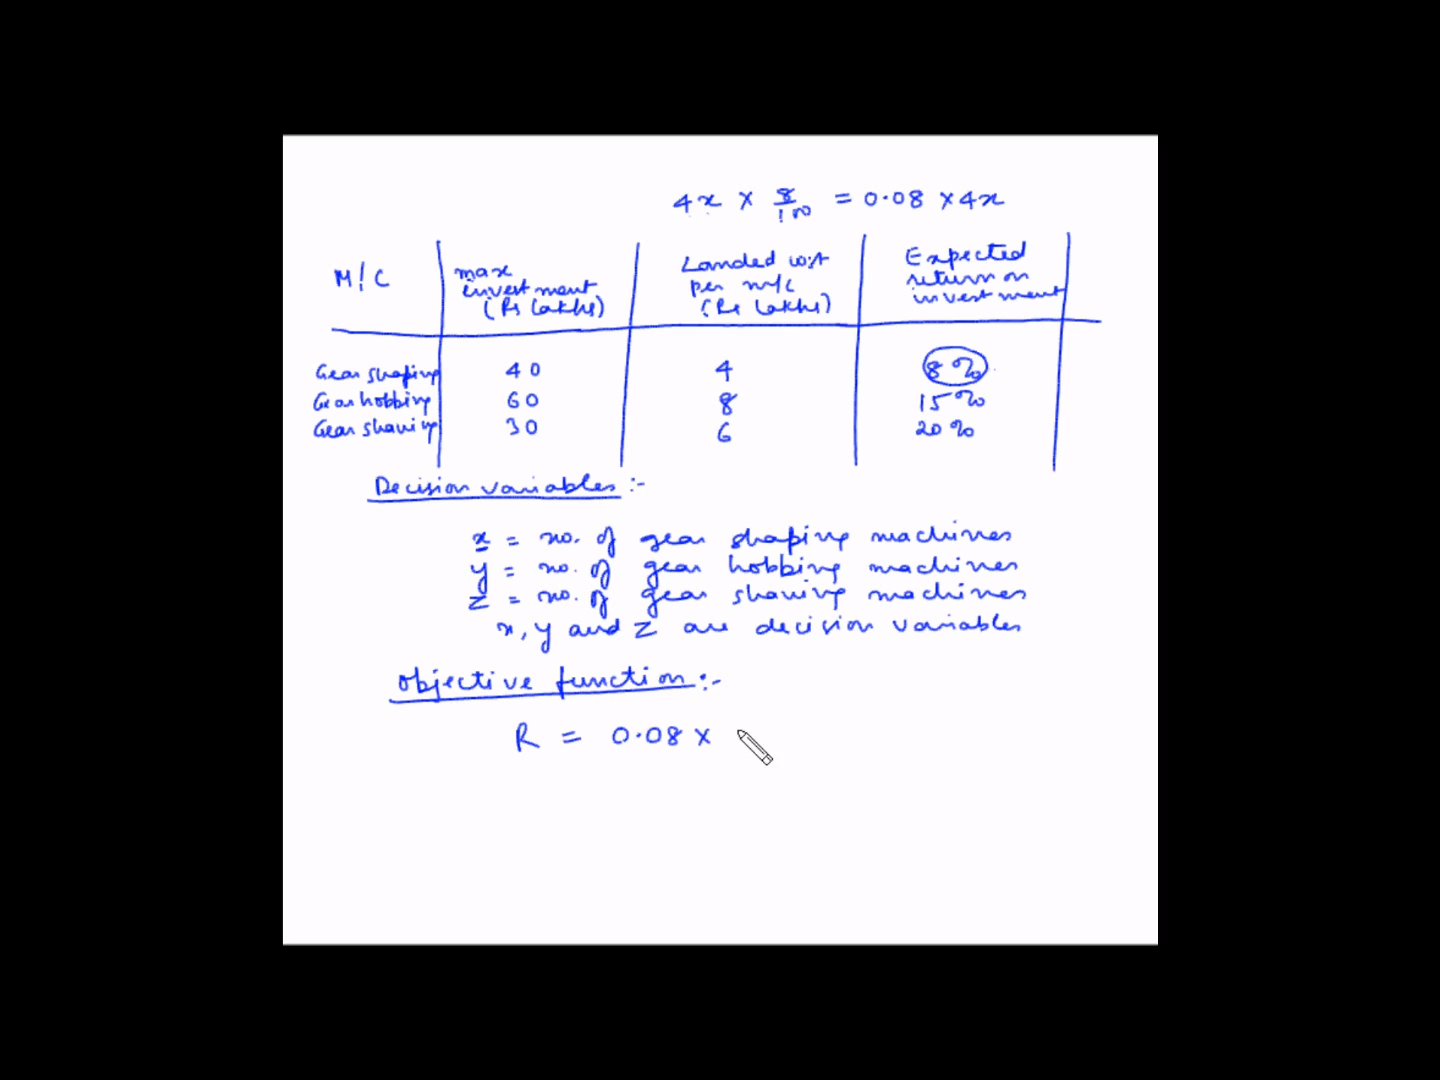 4x × 8/100 = 0.08 × 4x
M/C max investment (Rs lakhs) Landed cost per m/c (Rs lakhs) Expected return on investment
Gear shaping 40 4 8%
Gear hobbing 60 8 15%
Gear shaving 30 6 20%
Decision variables :-
x = no. of gear shaping machines
y = no. of gear hobbing machines
z = no. of gear shaving machines
x, y and z are decision variables
Objective function :-
R = 0.08 ×